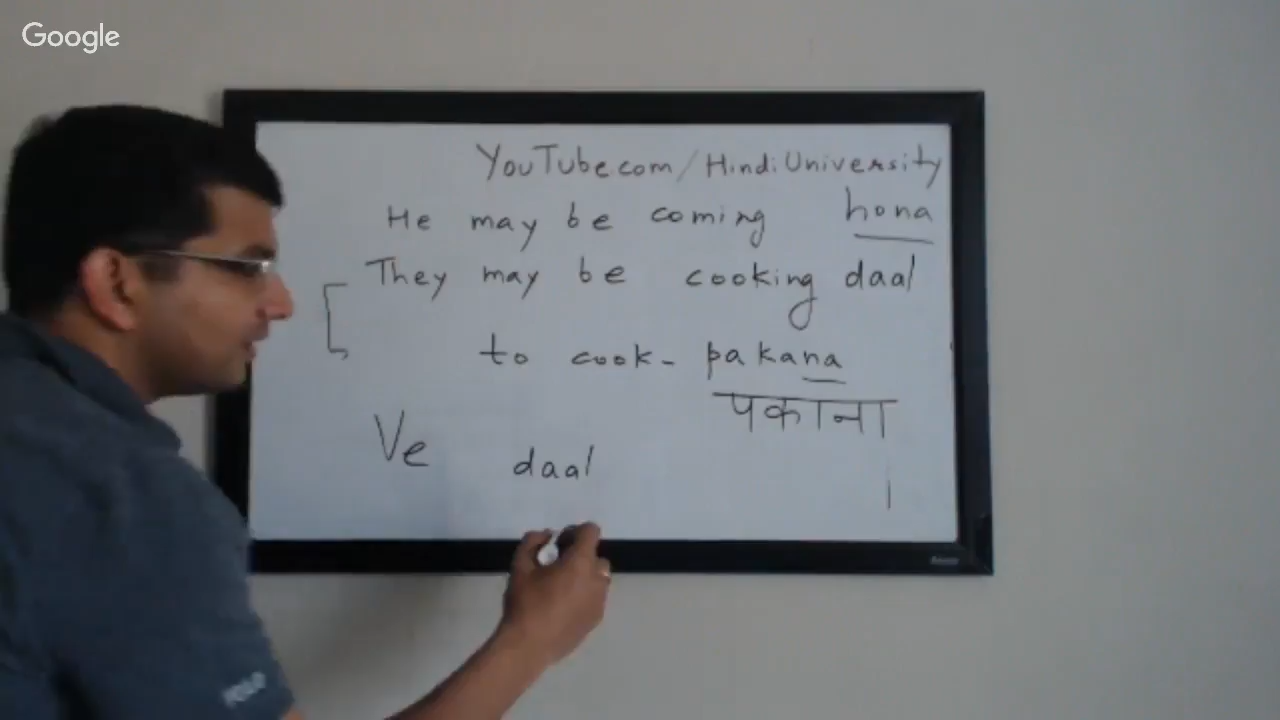 Google
YouTube.com/HindiUniversity
He may be coming hona
They may be cooking daal
to cook - pakana
पकाना
Ve daal